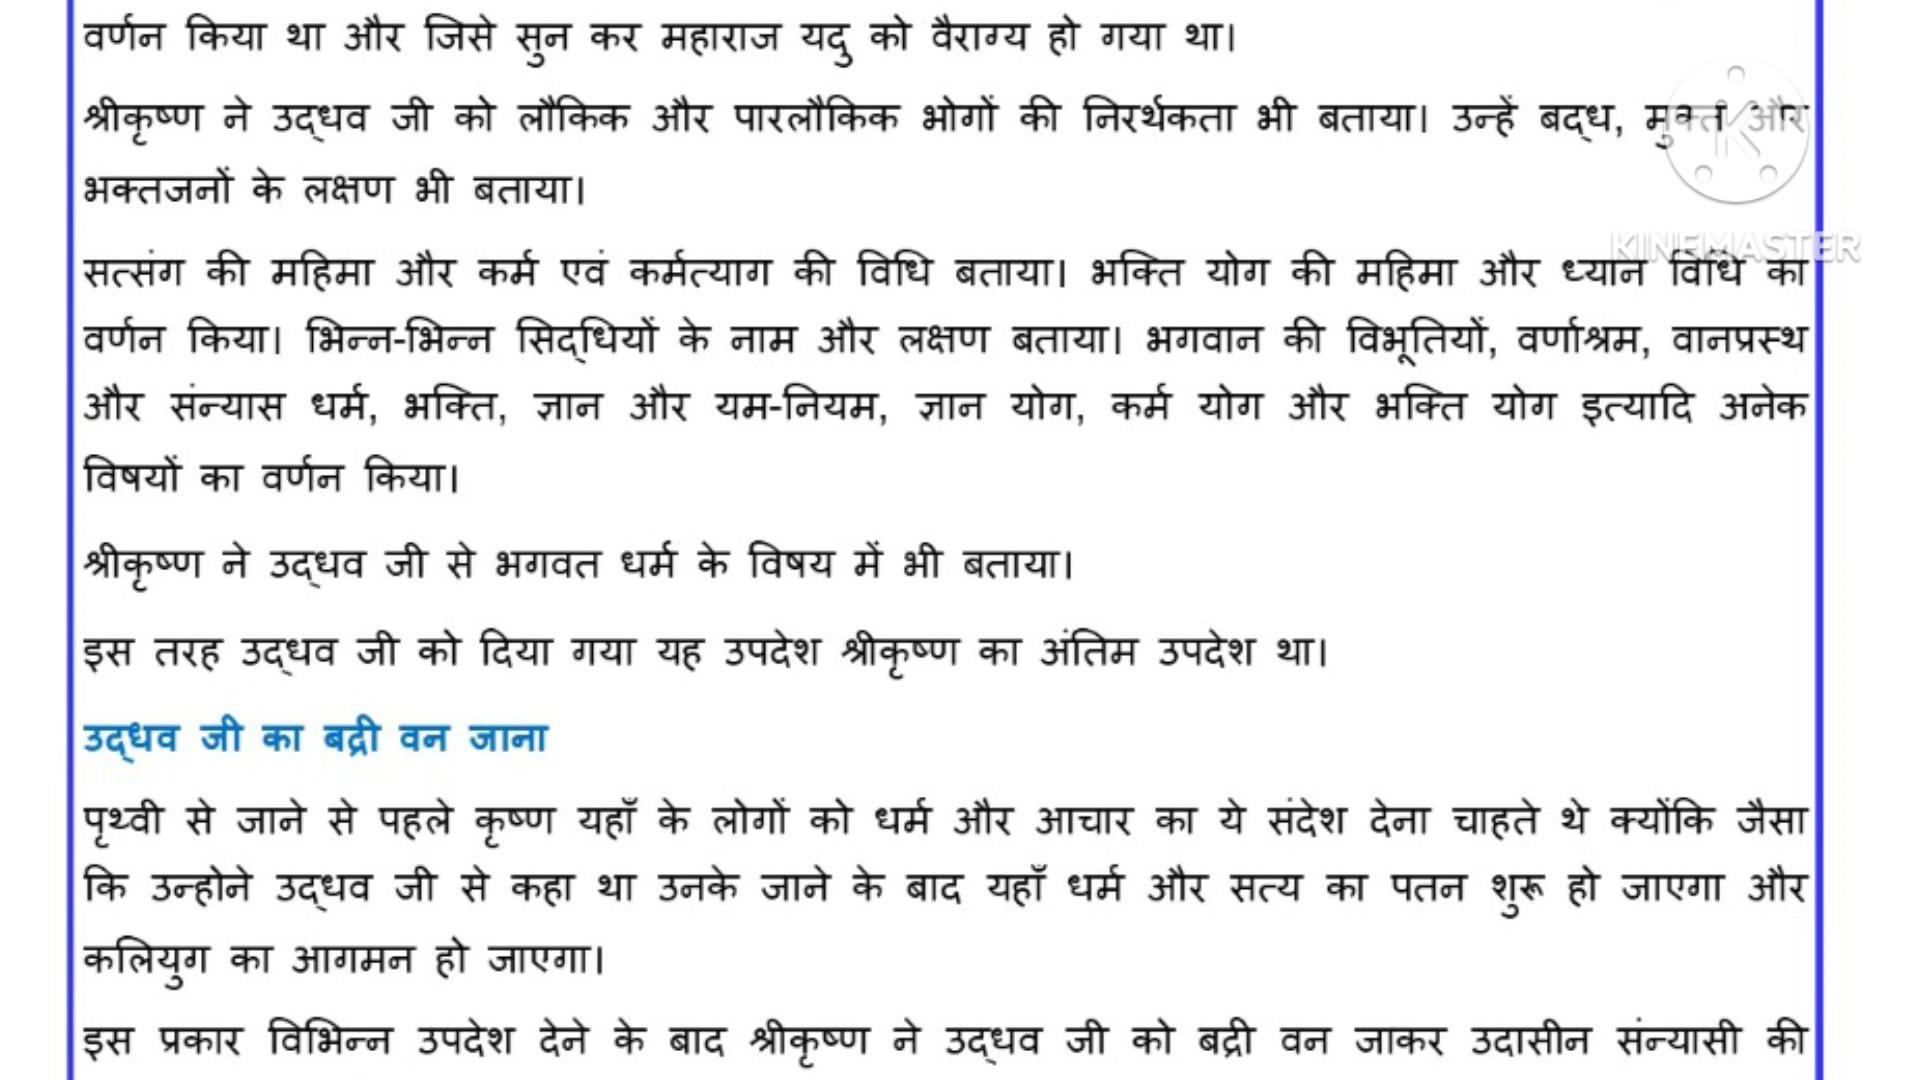 वर्णन किया था और जिसे सुन कर महाराज यदु को वैराग्य हो गया था।
श्रीकृष्ण ने उद्धव जी को लौकिक और पारलौकिक भोगों की निरर्थकता भी बताया। उन्हें बद्ध, मुक्त और
भक्तजनों के लक्षण भी बताया।
KINEMASTER
सत्संग की महिमा और कर्म एवं कर्मत्याग की विधि बताया। भक्ति योग की महिमा और ध्यान विधि का
वर्णन किया। भिन्न-भिन्न सिद्धियों के नाम और लक्षण बताया। भगवान की विभूतियों, वर्णाश्रम, वानप्रस्थ
और संन्यास धर्म, भक्ति, ज्ञान और यम-नियम, ज्ञान योग, कर्म योग और भक्ति योग इत्यादि अनेक
विषयों का वर्णन किया।
श्रीकृष्ण ने उद्धव जी से भगवत धर्म के विषय में भी बताया।
इस तरह उद्धव जी को दिया गया यह उपदेश श्रीकृष्ण का अंतिम उपदेश था।
उद्धव जी का बद्री वन जाना
पृथ्वी से जाने से पहले कृष्ण यहाँ के लोगों को धर्म और आचार का ये संदेश देना चाहते थे क्योंकि जैसा
कि उन्होने उद्धव जी से कहा था उनके जाने के बाद यहाँ धर्म और सत्य का पतन शुरू हो जाएगा और
कलियुग का आगमन हो जाएगा।
इस प्रकार विभिन्न उपदेश देने के बाद श्रीकृष्ण ने उद्धव जी को बद्री वन जाकर उदासीन संन्यासी की